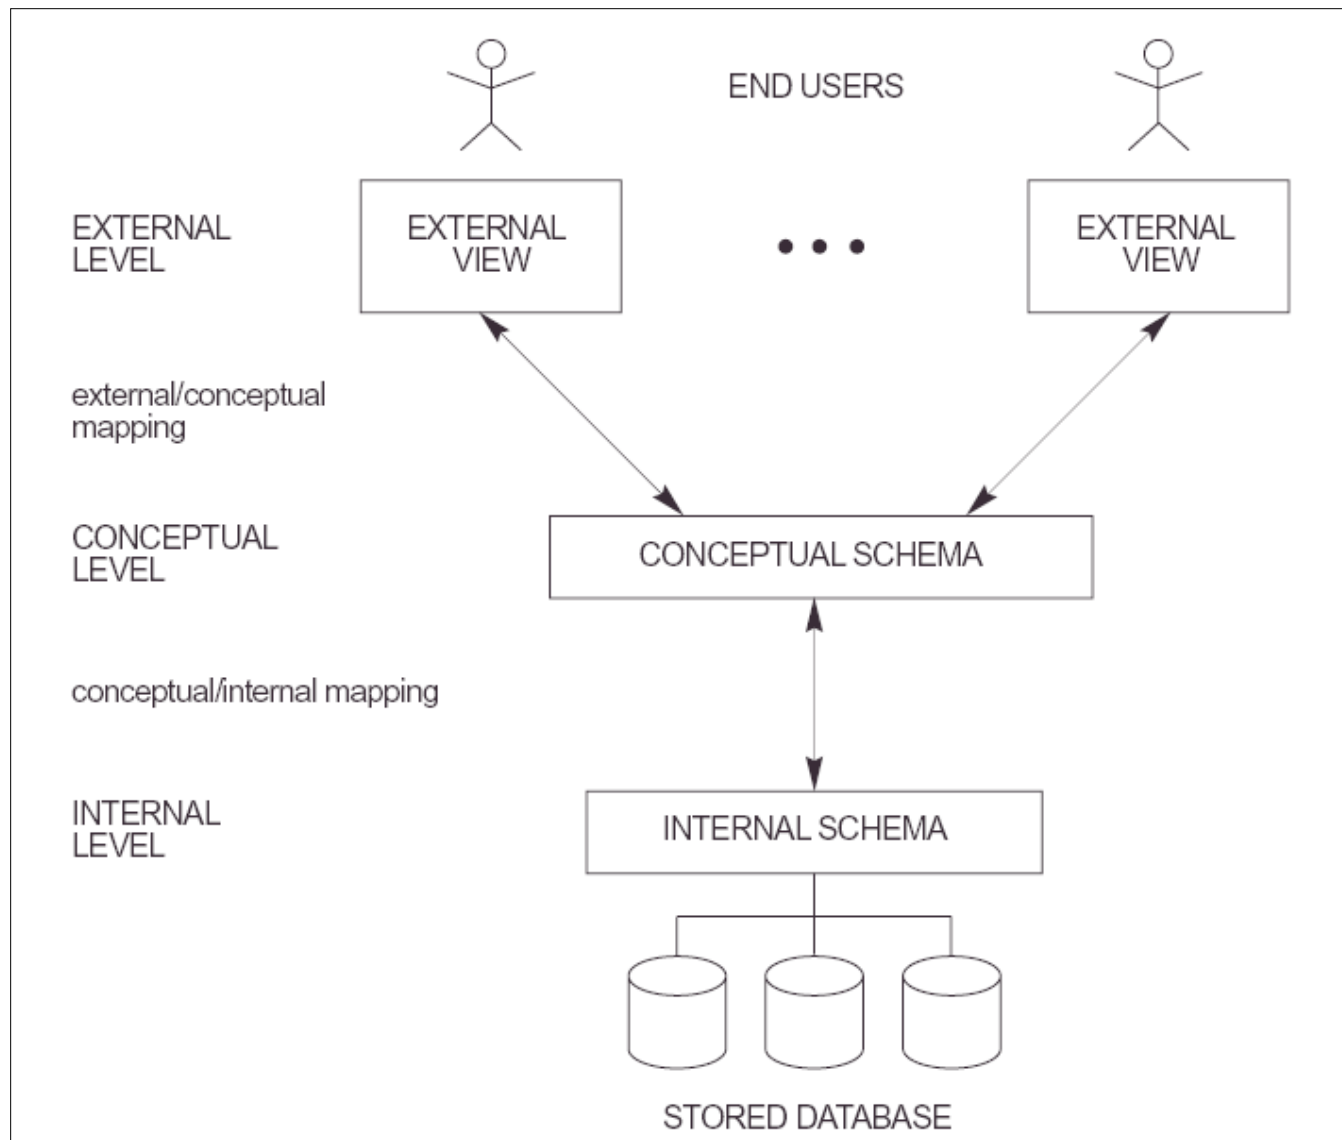 END USERS
EXTERNAL
LEVEL
EXTERNAL
VIEW
EXTERNAL
VIEW
external/conceptual
mapping
CONCEPTUAL
LEVEL
CONCEPTUAL SCHEMA
conceptual/internal mapping
INTERNAL
LEVEL
INTERNAL SCHEMA
STORED DATABASE